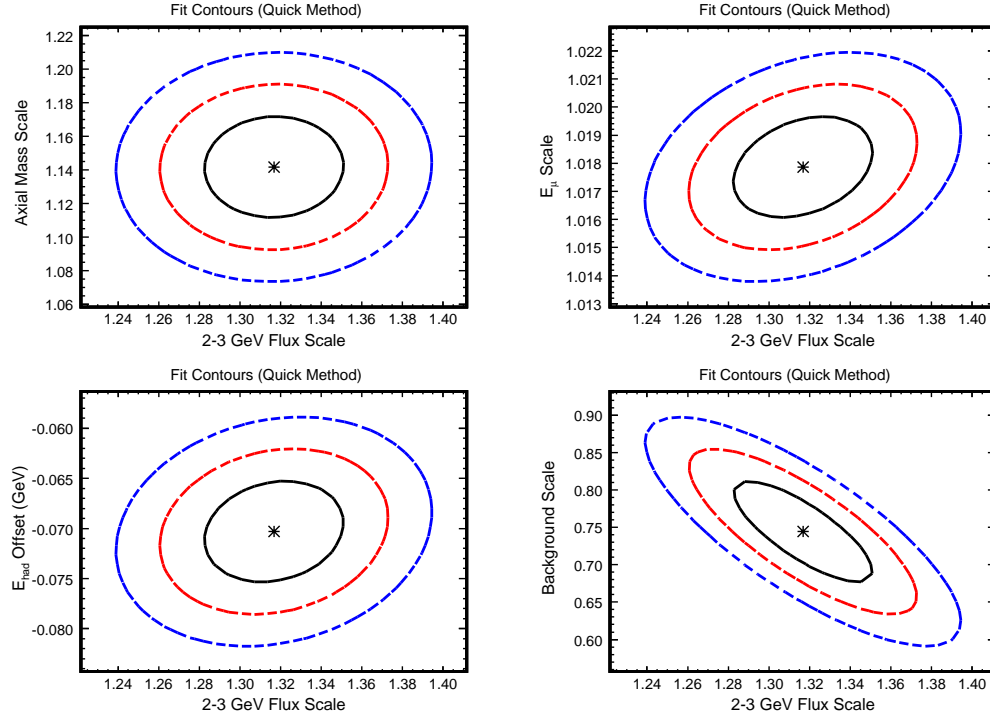 Fit Contours (Quick Method)
Axial Mass Scale
1.22
1.20
1.18
1.16
1.14
1.12
1.10
1.08
1.06
1.24 1.26 1.28 1.30 1.32 1.34 1.36 1.38 1.40
2-3 GeV Flux Scale
Fit Contours (Quick Method)
Eμ Scale
1.022
1.021
1.020
1.019
1.018
1.017
1.016
1.015
1.014
1.013
1.24 1.26 1.28 1.30 1.32 1.34 1.36 1.38 1.40
2-3 GeV Flux Scale
Fit Contours (Quick Method)
Ehad Offset (GeV)
-0.060
-0.065
-0.070
-0.075
-0.080
1.24 1.26 1.28 1.30 1.32 1.34 1.36 1.38 1.40
2-3 GeV Flux Scale
Fit Contours (Quick Method)
Background Scale
0.90
0.85
0.80
0.75
0.70
0.65
0.60
1.24 1.26 1.28 1.30 1.32 1.34 1.36 1.38 1.40
2-3 GeV Flux Scale